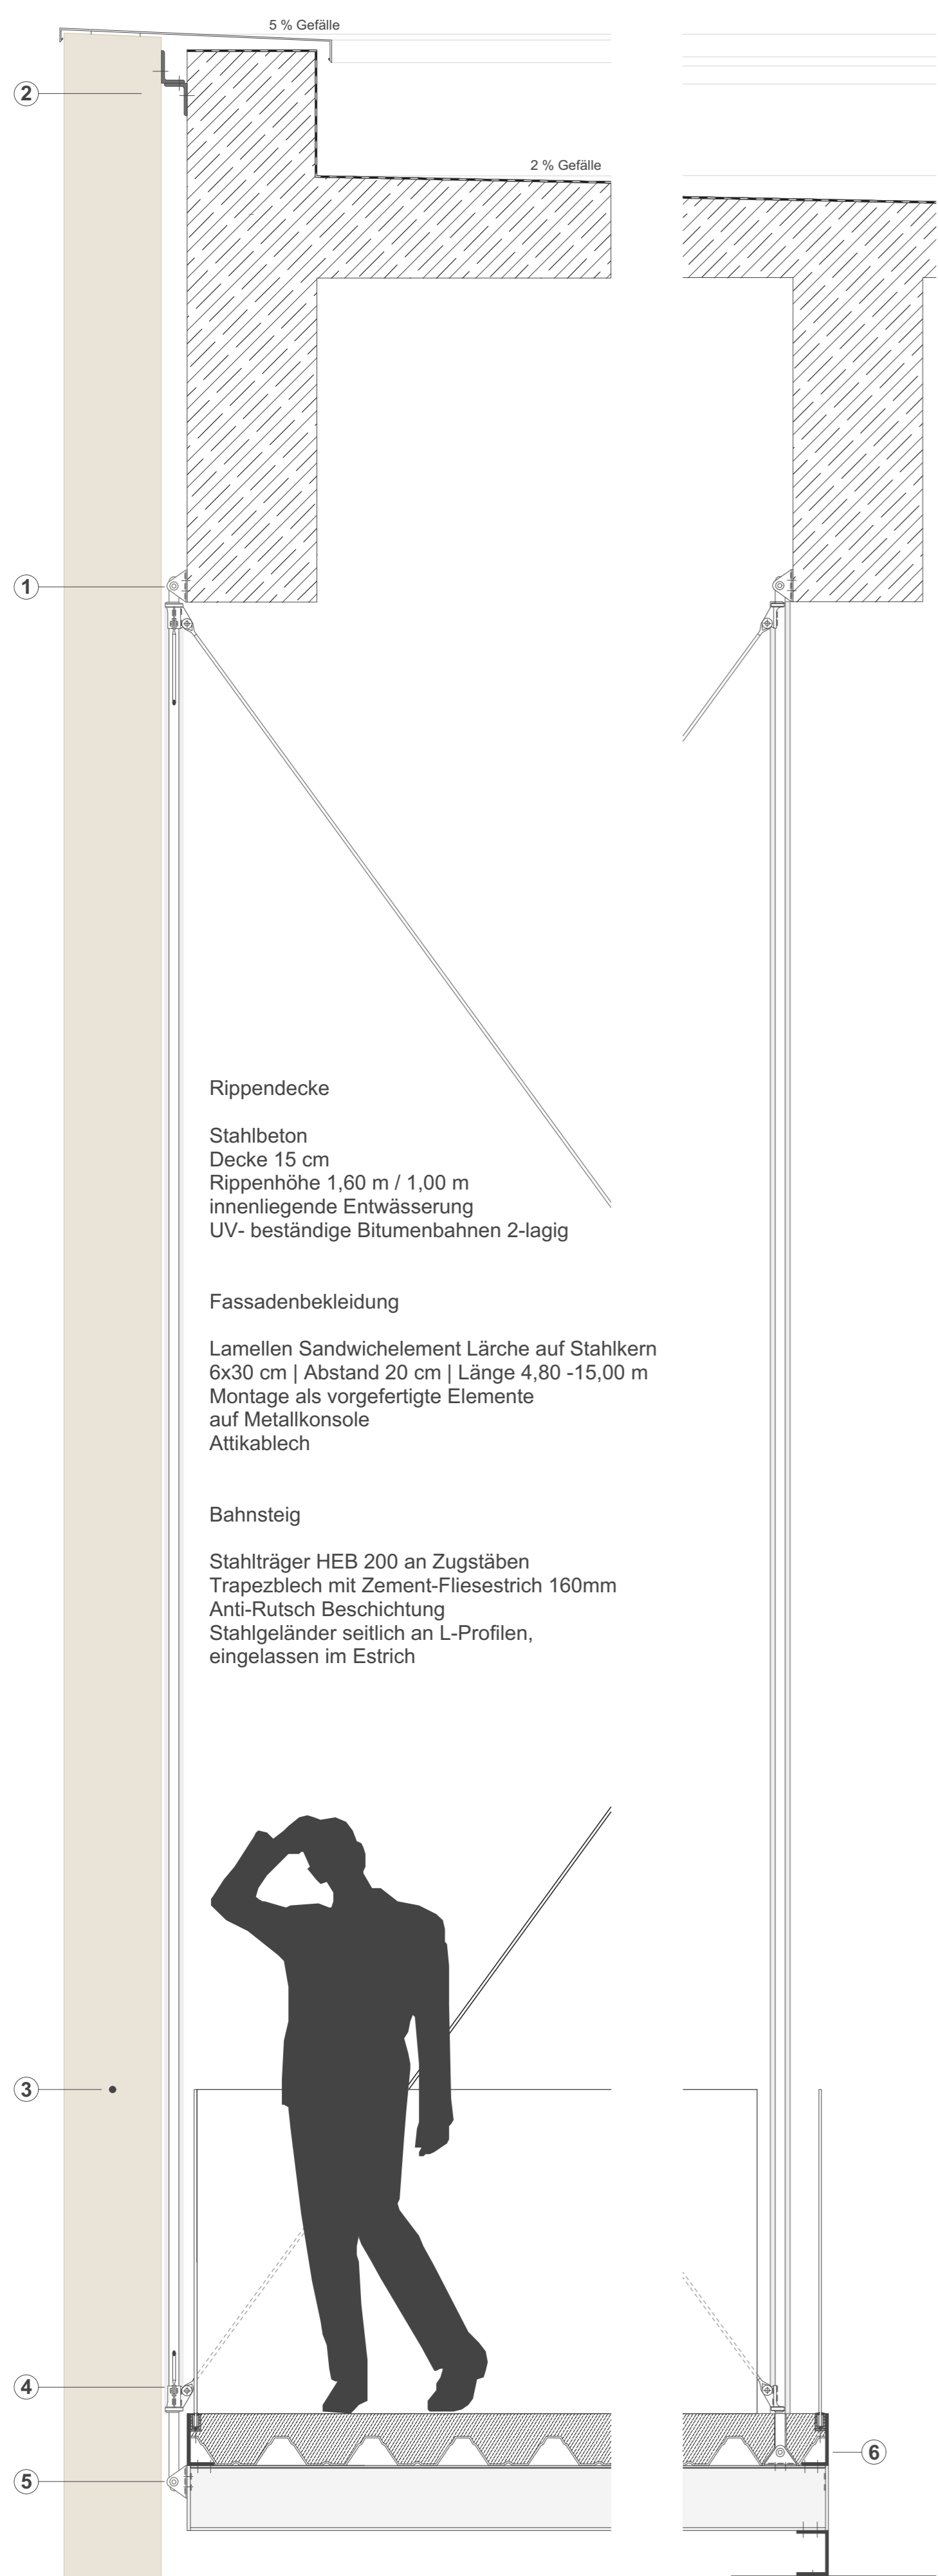 5 % Gefälle
2
2 % Gefälle
1
Rippendecke
Stahlbeton
Decke 15 cm
Rippenhöhe 1,60 m / 1,00 m
innenliegende Entwässerung
UV- beständige Bitumenbahnen 2-lagig
Fassadenbekleidung
Lamellen Sandwichelement Lärche auf Stahlkern
6x30 cm | Abstand 20 cm | Länge 4,80 -15,00 m
Montage als vorgefertigte Elemente
auf Metallkonsole
Attikablech
Bahnsteig
Stahlträger HEB 200 an Zugstäben
Trapezblech mit Zement-Fliesestrich 160mm
Anti-Rutsch Beschichtung
Stahlgeländer seitlich an L-Profilen,
eingelassen im Estrich
3
4
6
5